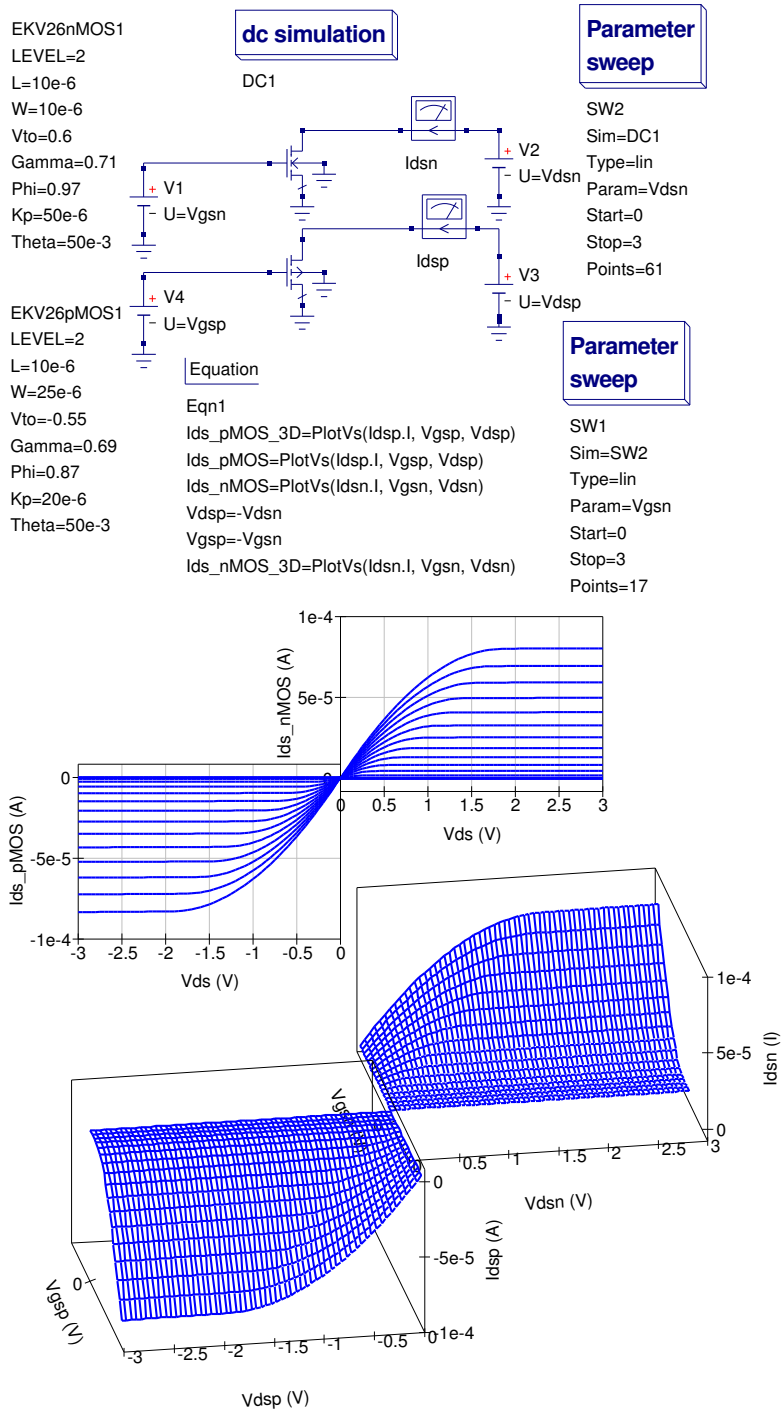 EKV26nMOS1
LEVEL=2
L=10e-6
W=10e-6
Vto=0.6
Gamma=0.71
Phi=0.97
Kp=50e-6
Theta=50e-3
dc simulation
DC1
Parameter
sweep
SW2
Sim=DC1
Type=lin
Param=Vdsn
Start=0
Stop=3
Points=61
Idsn
V1
U=Vgsn
V2
U=Vdsn
Idsp
V4
U=Vgsp
V3
U=Vdsp
EKV26pMOS1
LEVEL=2
L=10e-6
W=25e-6
Vto=-0.55
Gamma=0.69
Phi=0.87
Kp=20e-6
Theta=50e-3
Equation
Eqn1
Ids_pMOS_3D=PlotVs(Idsp.I, Vgsp, Vdsp)
Ids_pMOS=PlotVs(Idsp.I, Vgsp, Vdsp)
Ids_nMOS=PlotVs(Idsn.I, Vgsn, Vdsn)
Vdsp=-Vdsn
Vgsp=-Vgsn
Ids_nMOS_3D=PlotVs(Idsn.I, Vgsn, Vdsn)
Parameter
sweep
SW1
Sim=SW2
Type=lin
Param=Vgsn
Start=0
Stop=3
Points=17
1e-4
5e-5
0
Ids_nMOS (A)
0 0.5 1 1.5 2 2.5 3
Vds (V)
0
-5e-5
-1e-4
Ids_pMOS (A)
-3 -2.5 -2 -1.5 -1 -0.5 0
Vds (V)
1e-4
5e-5
0
Idsn (I)
0.5 1 1.5 2 2.5 3
Vdsn (V)
0
-5e-5
-1e-4
Idsp (A)
0
Vgsp (V)
-3 -2.5 -2 -1.5 -1 -0.5 0
Vdsp (V)